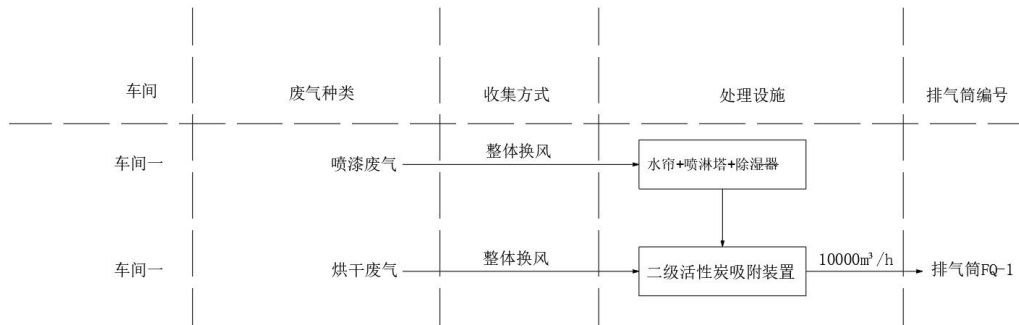 车间 废气种类 收集方式 处理设施 排气筒编号
车间一 喷漆废气 整体换风 水帘+喷淋塔+除湿器
车间一 烘干废气 整体换风 二级活性炭吸附装置 10000m³/h 排气筒FQ-1